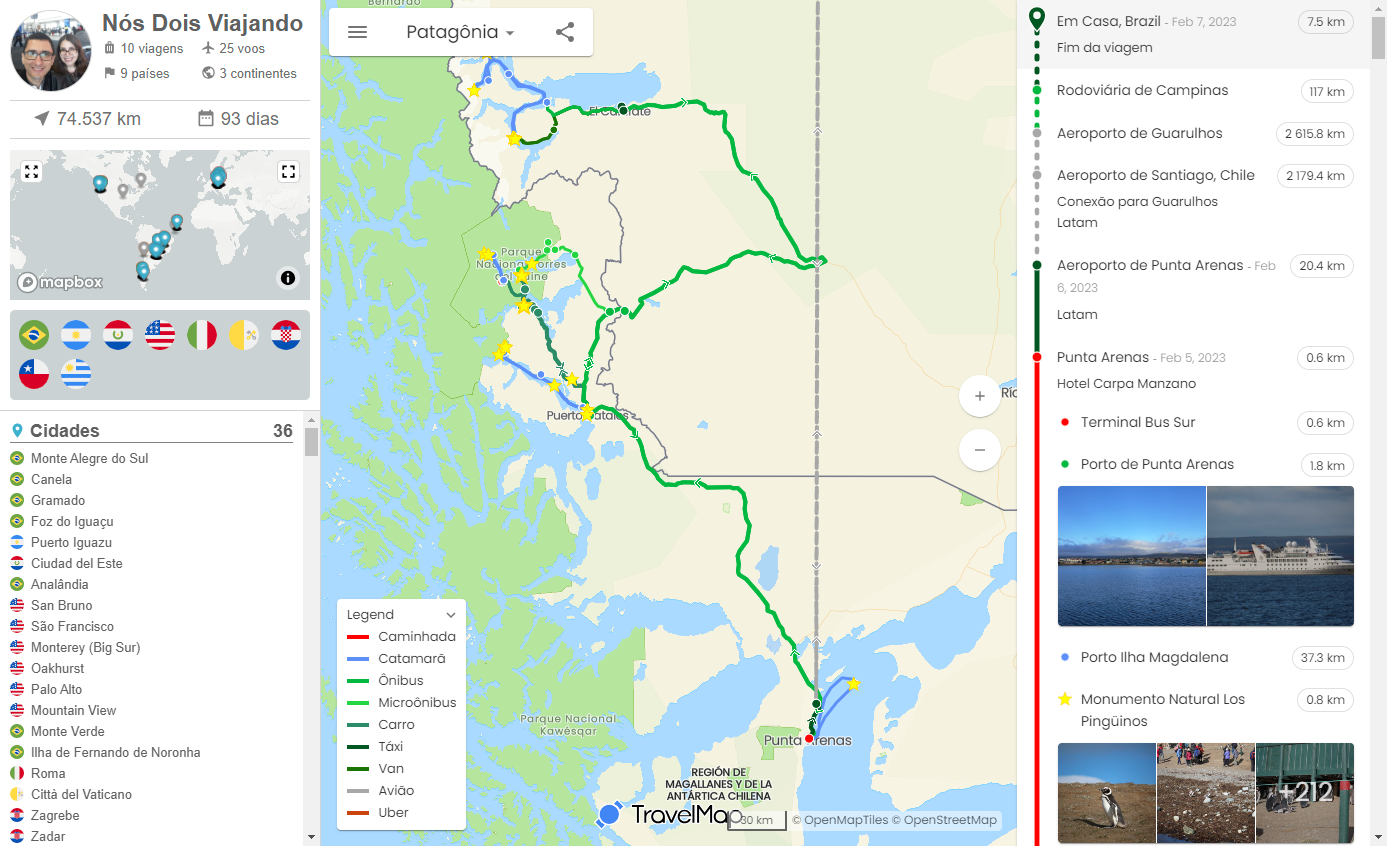 Nós Dois Viajando
10 viagens
25 voos
9 países
3 continentes
74.537 km
93 dias
mapbox
Cidades 36
Monte Alegre do Sul
Canela
Gramado
Foz do Iguaçu
Puerto Iguazu
Ciudad del Este
Analândia
San Bruno
São Francisco
Monterey (Big Sur)
Oakhurst
Palo Alto
Mountain View
Monte Verde
Ilha de Fernando de Noronha
Roma
Città del Vaticano
Zagrebe
Zadar
Bernardo
Patagônia
El Calafate
Parque
Nacional Torres
del Paine
Puerto Natales
Parque Nacional
Kawésqar
Punta Arenas
REGIÓN DE
MAGALLANES Y DE LA
ANTÁRTICA CHILENA
Legend
Caminhada
Catamarã
Ônibus
Microônibus
Carro
Táxi
Van
Avião
Uber
TravelMap
30 km
© OpenMapTiles © OpenStreetMap
Em Casa, Brazil - Feb 7, 2023
7.5 km
Fim da viagem
Rodoviária de Campinas
117 km
Aeroporto de Guarulhos
2 615.8 km
Aeroporto de Santiago, Chile
2 179.4 km
Conexão para Guarulhos
Latam
Aeroporto de Punta Arenas - Feb
6, 2023
20.4 km
Latam
Punta Arenas - Feb 5, 2023
0.6 km
Hotel Carpa Manzano
Terminal Bus Sur
0.6 km
Porto de Punta Arenas
1.8 km
Porto Ilha Magdalena
37.3 km
Monumento Natural Los
Pingüinos
0.8 km
+212